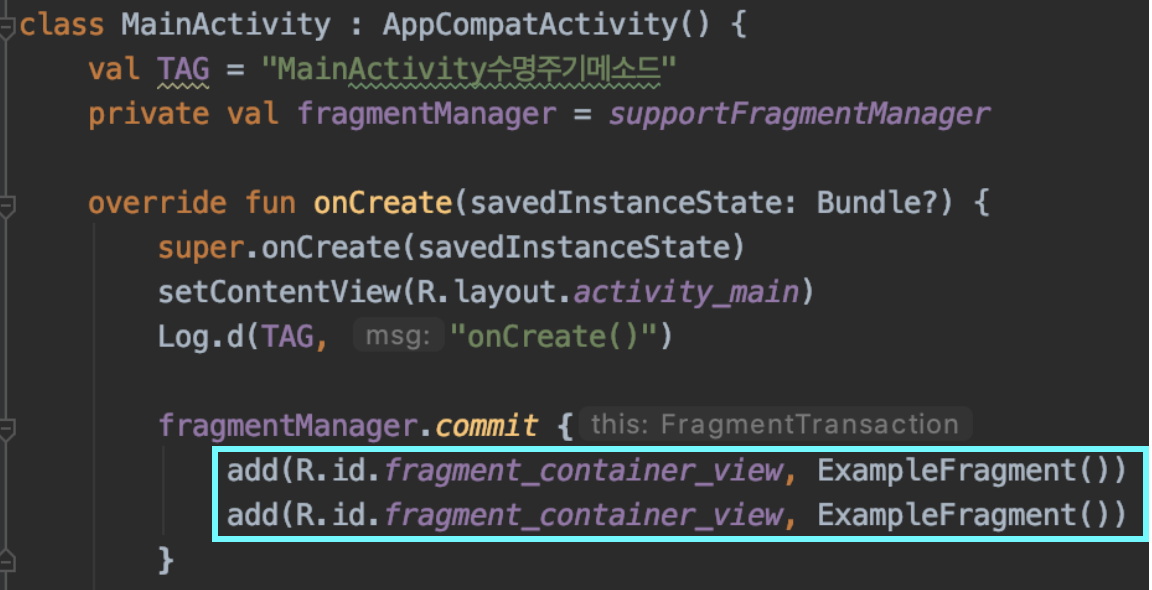 class MainActivity : AppCompatActivity() {
val TAG = "MainActivity수명주기메소드"
private val fragmentManager = supportFragmentManager
override fun onCreate(savedInstanceState: Bundle?) {
super.onCreate(savedInstanceState)
setContentView(R.layout.activity_main)
Log.d(TAG, msg: "onCreate()")
fragmentManager.commit { this: FragmentTransaction
add(R.id.fragment_container_view, ExampleFragment())
add(R.id.fragment_container_view, ExampleFragment())
}